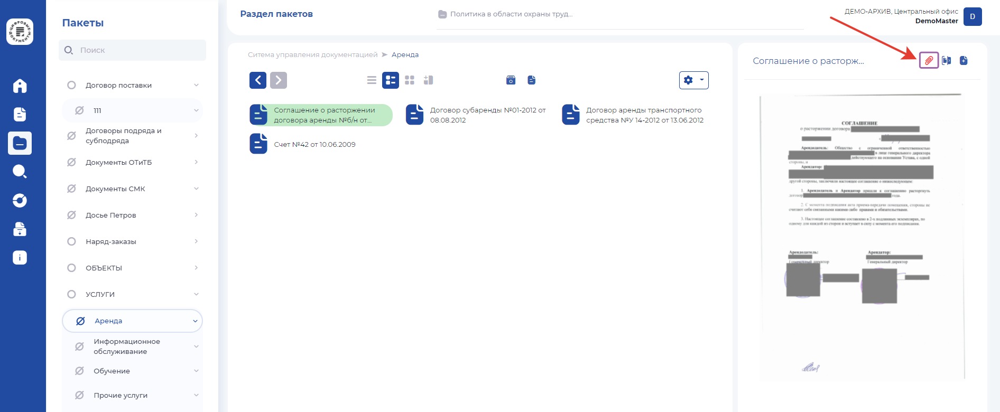 ЦИФРОВЫЕ ДОКУМЕНТЫ
Пакеты
Поиск
Договор поставки
111
Договоры подряда и
субподряда
Документы ОТиТБ
Документы СМК
Досье Петров
Наряд-заказы
ОБЪЕКТЫ
УСЛУГИ
Аренда
Информационное
обслуживание
Обучение
Прочие услуги
Раздел пакетов
Политика в области охраны труд...
ДЕМО-АРХИВ, Центральный офис
DemoMaster
D
Ситема управления документацией ➤ Аренда
Соглашение о расторжении
договора аренды №б/н от...
Договор субаренды №01-2012 от
08.08.2012
Договор аренды транспортного
средства №У 14-2012 от 13.06.2012
Счет №42 от 10.06.2009
Соглашение о расторж...
СОГЛАШЕНИЕ
о расторжении договора
Арендодатель: Общество с ограниченной ответственностью
в лице генерального директора
действующего на основании Устава, с одной
стороны, и
Арендатор:
другой стороны, заключили настоящее соглашение о нижеследующем:
1. Арендодатель и Арендатор пришли к соглашению расторгнуть
договор года.
2. С момента подписания акта приема-передачи помещения, стороны не
считают себя связанными какими-либо правами и обязательствами.
3. Настоящее соглашение составлено в 2-х подлинных экземплярах, по
одному для каждой из сторон и вступает в силу с момента его подписания.
Арендодатель: Арендатор:
Генеральный директор Генеральный директор